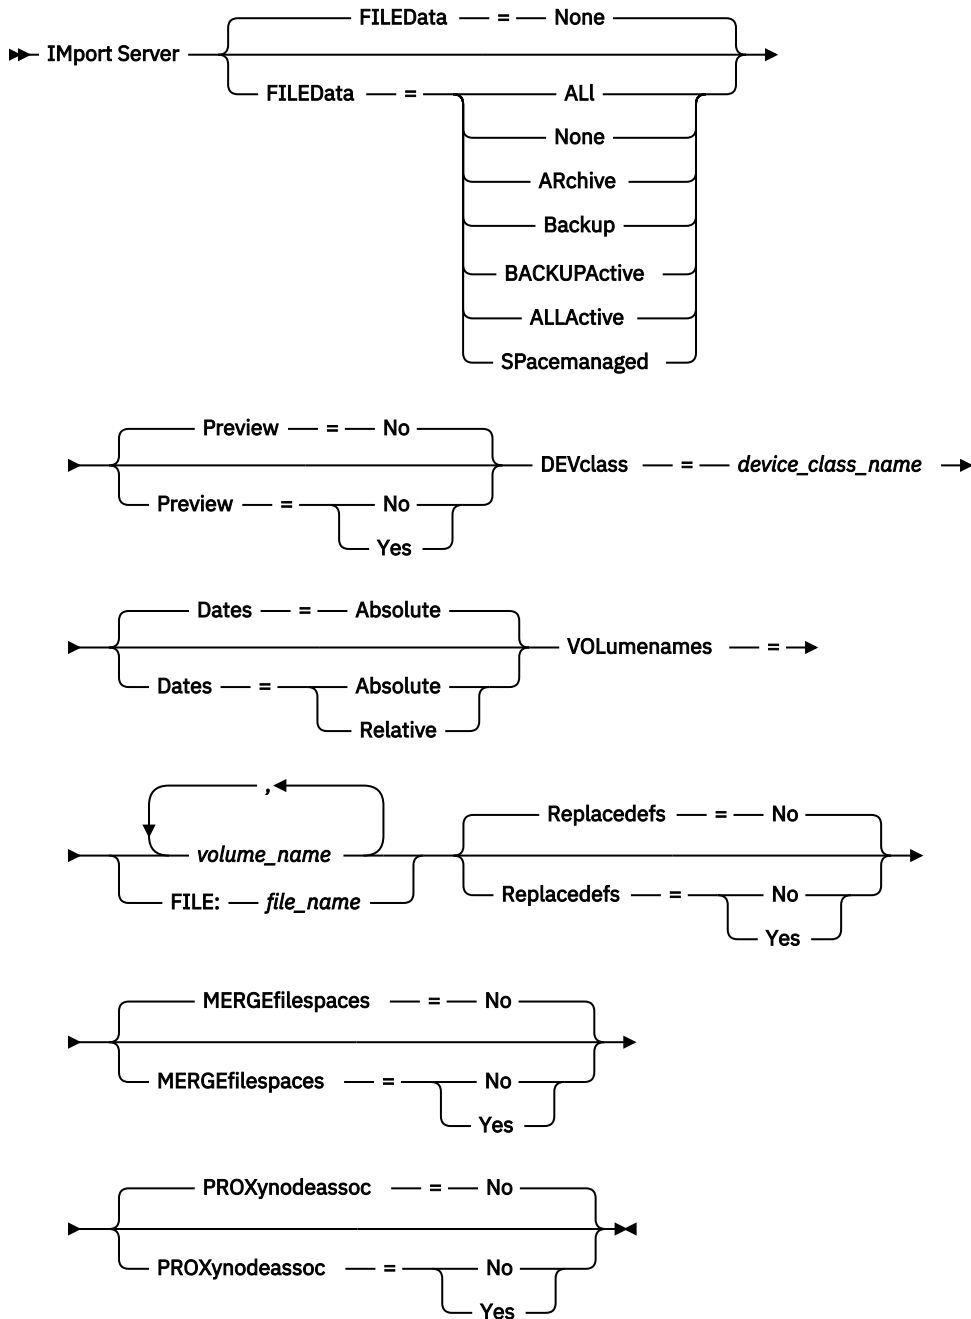 FILEData = None
IMport Server
FILEData = ALl
None
ARchive
Backup
BACKUPActive
ALLActive
SPacemanaged
Preview = No
DEVclass = device_class_name
Preview = No
Yes
Dates = Absolute
VOLumenames =
Dates = Absolute
Relative
,
Replacedefs = No
volume_name
FILE: file_name
Replacedefs = No
Yes
MERGEfilespaces = No
MERGEfilespaces = No
Yes
PROXynodeassoc = No
PROXynodeassoc = No
Yes